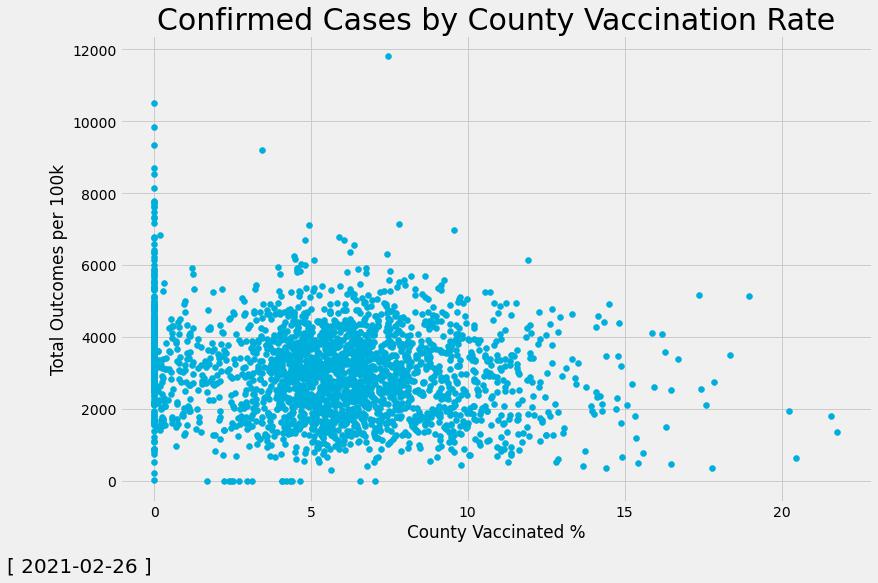 Confirmed Cases by County Vaccination Rate
12000
10000
8000
6000
4000
2000
0
Total Outcomes per 100k
0 5 10 15 20
County Vaccinated %
[ 2021-02-26 ]